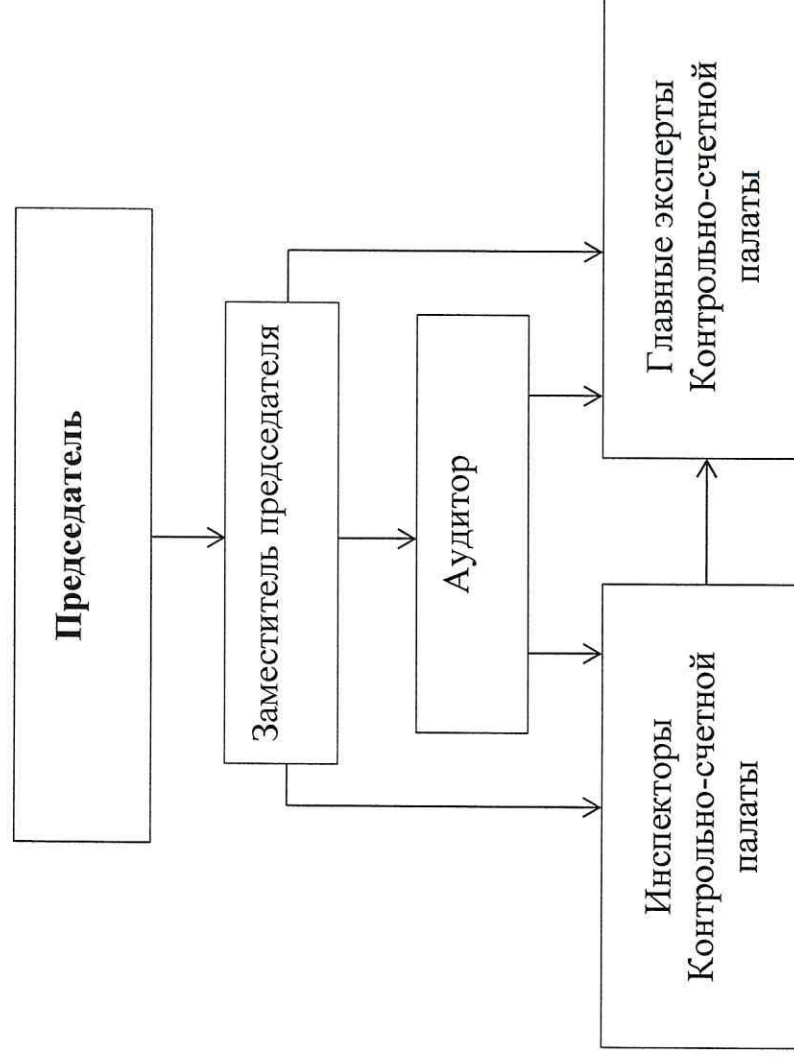 Председатель
Заместитель председателя
Аудитор
Инспекторы
Контрольно-счетной
палаты
Главные эксперты
Контрольно-счетной
палаты